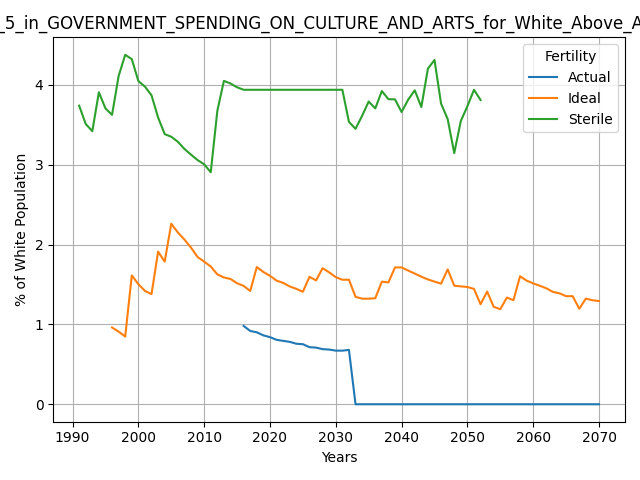 _5_in_GOVERNMENT_SPENDING_ON_CULTURE_AND_ARTS_for_White_Above_A
Fertility
Actual
Ideal
Sterile
% of White Population
4
3
2
1
0
1990 2000 2010 2020 2030 2040 2050 2060 2070
Years